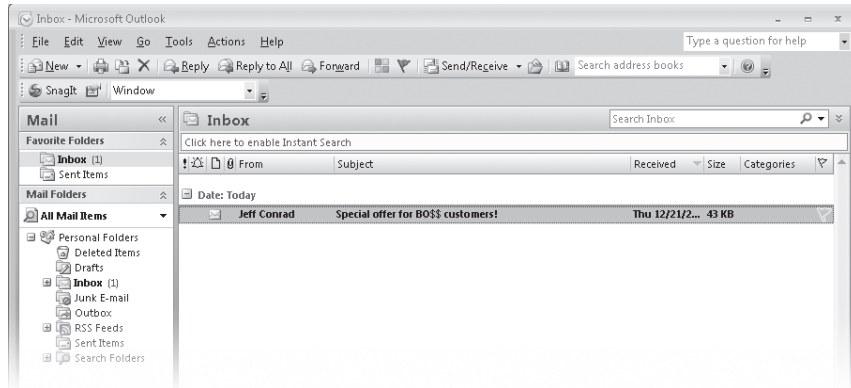 Inbox - Microsoft Outlook
File Edit View Go Tools Actions Help
Type a question for help
New Reply Reply to All Forward Send/Receive Search address books
SnagIt Window
Mail
Inbox
Search Inbox
Favorite Folders
Click here to enable Instant Search
Inbox (1)
From Subject Received Size Categories
Sent Items
Mail Folders
Date: Today
All Mail Items
Jeff Conrad Special offer for BO$$ customers! Thu 12/21/2... 43 KB
Personal Folders
Deleted Items
Drafts
Inbox (1)
Junk E-mail
Outbox
RSS Feeds
Sent Items
Search Folders